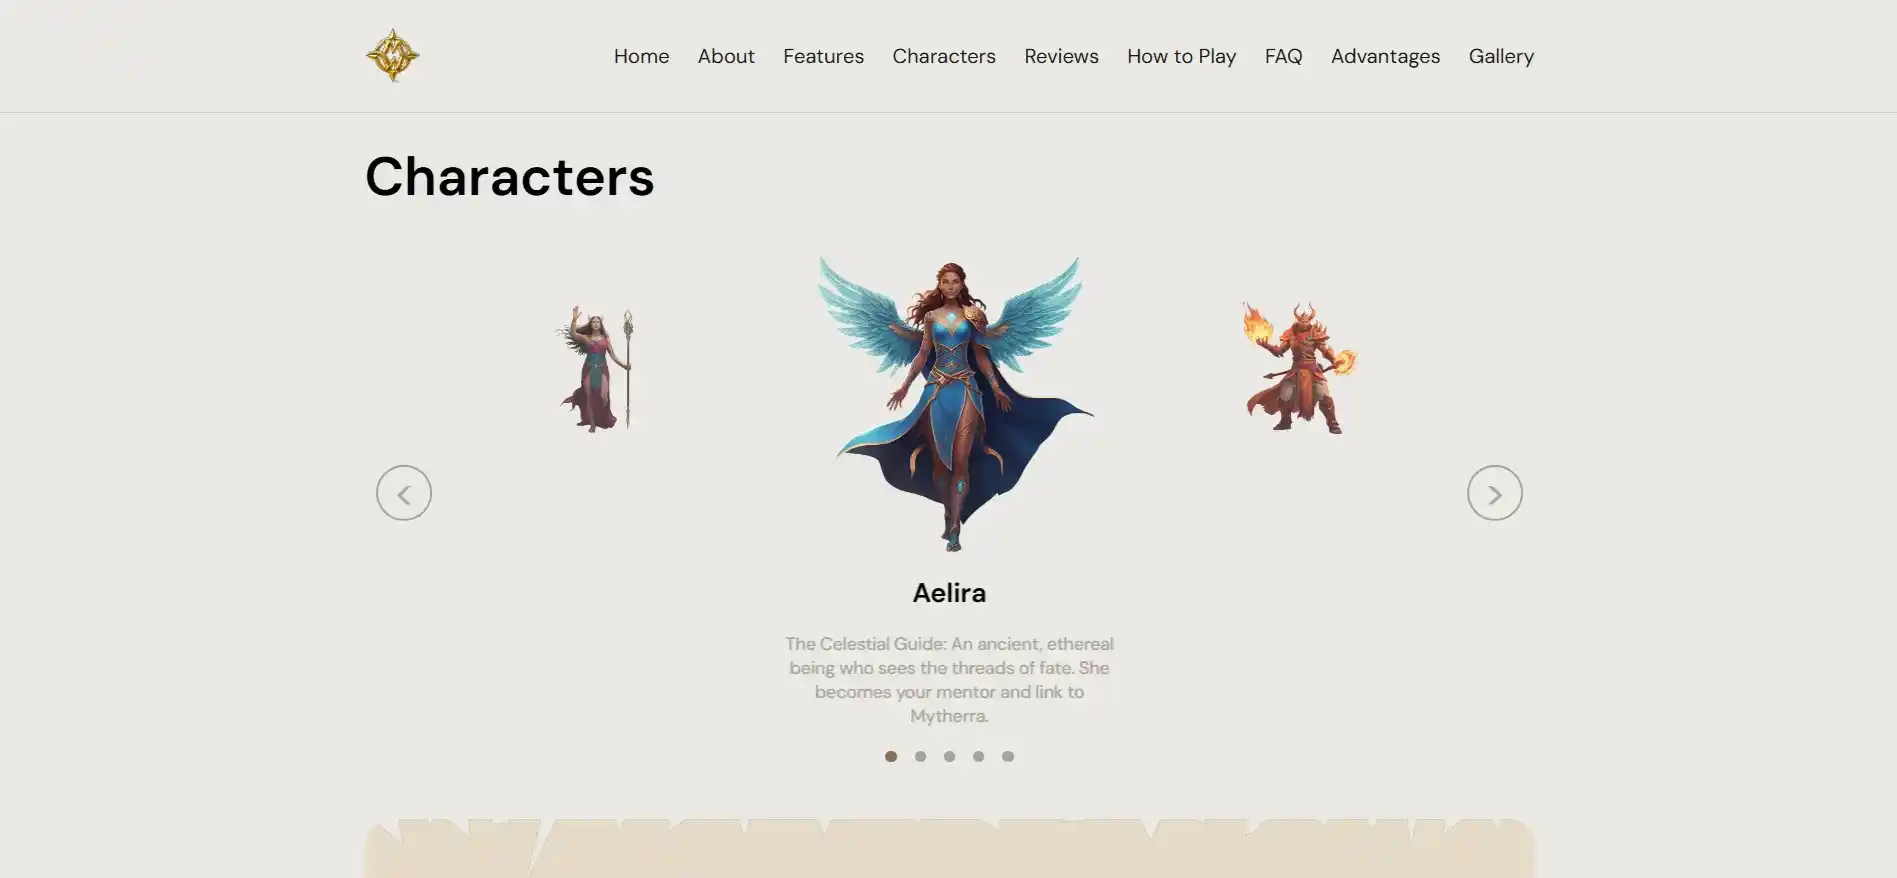 Home About Features Characters Reviews How to Play FAQ Advantages Gallery
Characters
Aelira
The Celestial Guide: An ancient, ethereal
being who sees the threads of fate. She
becomes your mentor and link to
Mytherra.